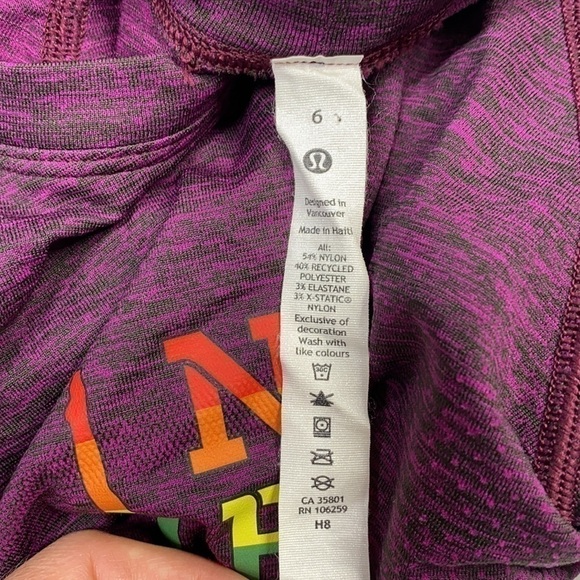 6
Designed in
Vancouver
Made in Haiti
All:
54% NYLON
40% RECYCLED
POLYESTER
3% ELASTANE
3% X-STATIC®
NYLON
Exclusive of
decoration
Wash with
like colours
30C
CA 35801
RN 106259
H8
N